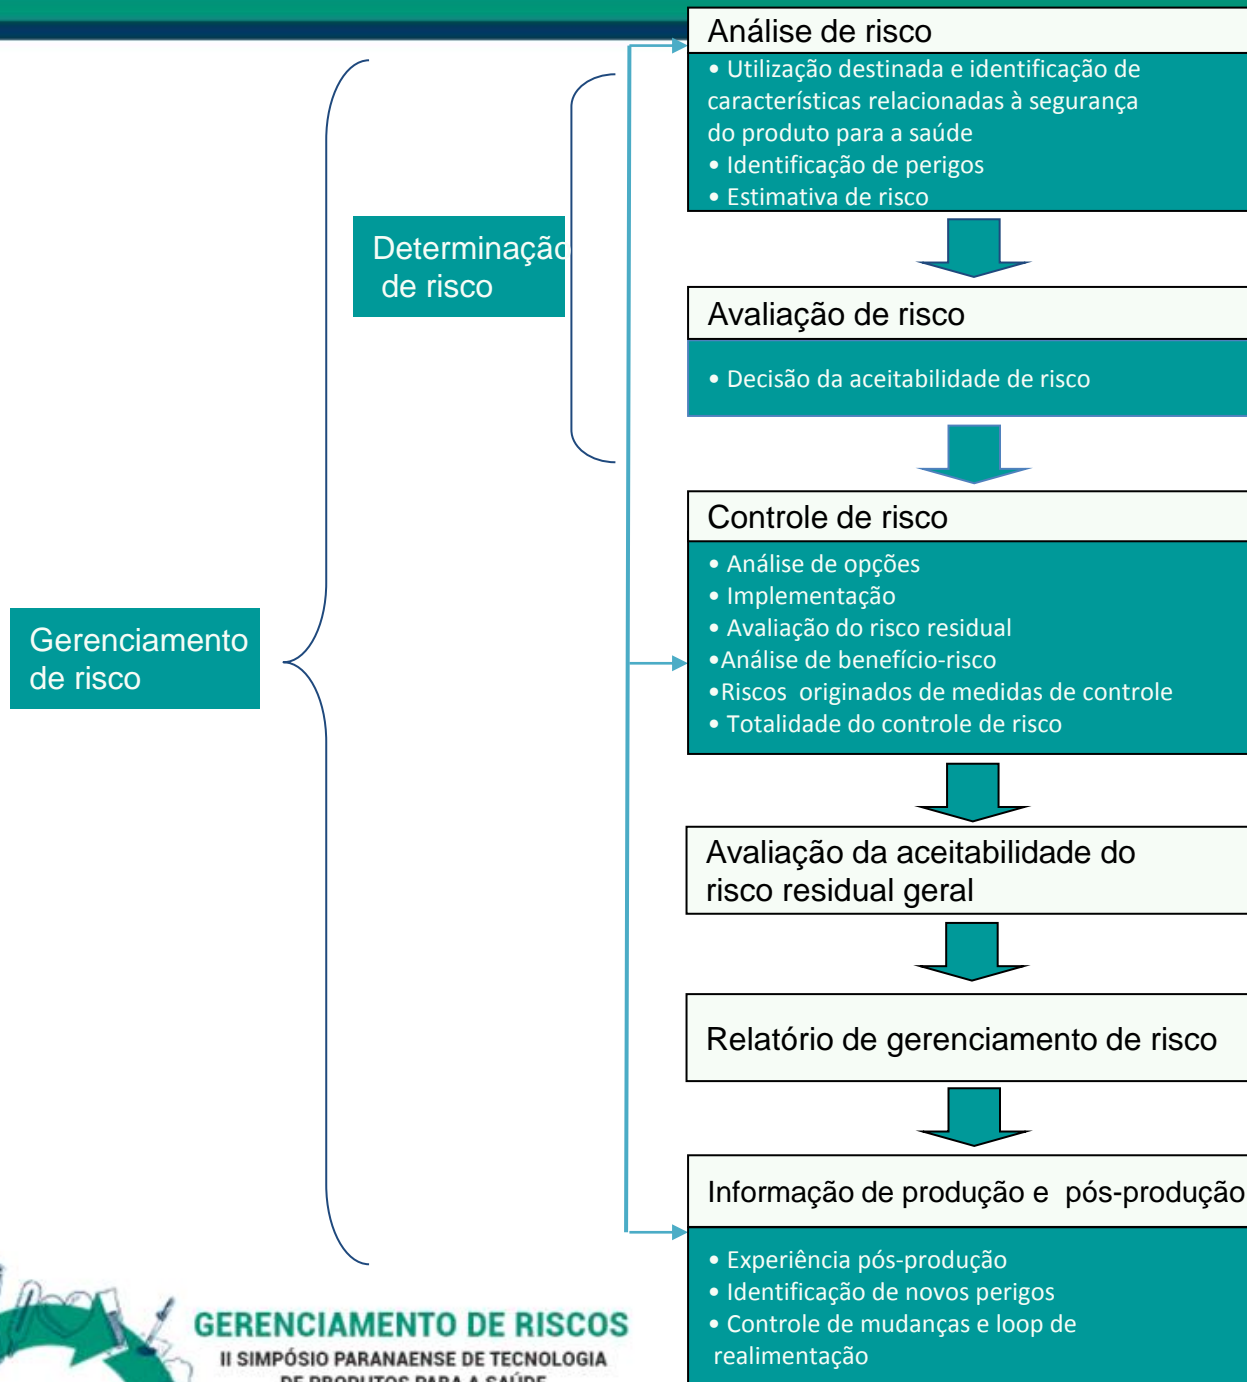 Análise de risco
• Utilização destinada e identificação de
características relacionadas à segurança
do produto para a saúde
• Identificação de perigos
• Estimativa de risco
Determinação
de risco
Avaliação de risco
• Decisão da aceitabilidade de risco
Controle de risco
• Análise de opções
• Implementação
• Avaliação do risco residual
•Análise de benefício-risco
•Riscos originados de medidas de controle
• Totalidade do controle de risco
Gerenciamento
de risco
Avaliação da aceitabilidade do
risco residual geral
Relatório de gerenciamento de risco
Informação de produção e pós-produção
• Experiência pós-produção
• Identificação de novos perigos
• Controle de mudanças e loop de
realimentação
GERENCIAMENTO DE RISCOS
II SIMPÓSIO PARANAENSE DE TECNOLOGIA
DE PRODUTOS PARA A SAÚDE